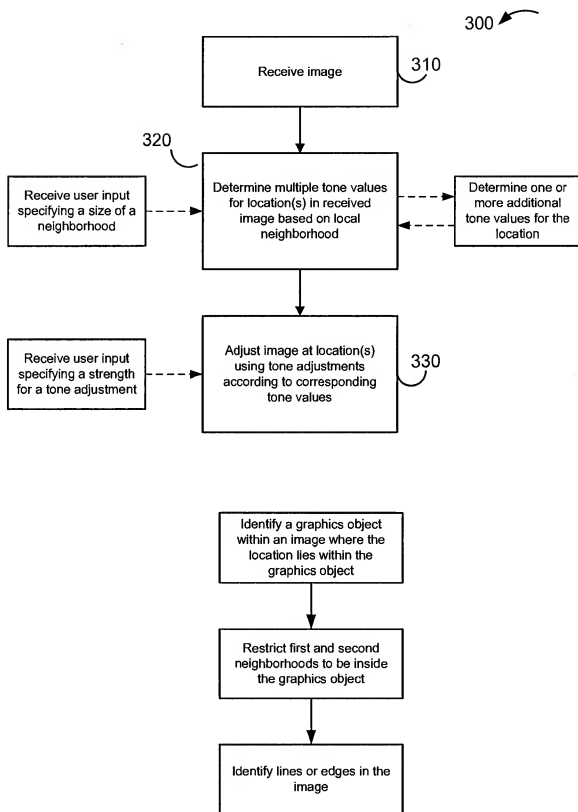 300
Receive image
310
320
Receive user input
specifying a size of a
neighborhood
Determine multiple tone values
for location(s) in received
image based on local
neighborhood
Determine one or
more additional
tone values for the
location
Receive user input
specifying a strength
for a tone adjustment
Adjust image at location(s)
using tone adjustments
according to corresponding
tone values
330
Identify a graphics object
within an image where the
location lies within the
graphics object
Restrict first and second
neighborhoods to be inside
the graphics object
Identify lines or edges in the
image